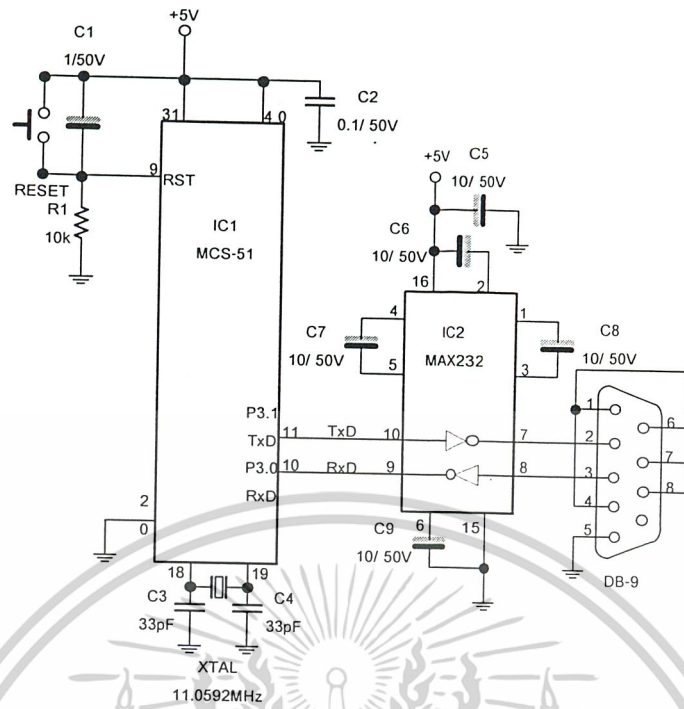 +5V
C1
1/50V
C2
0.1/ 50V
31
4 0
9
RST
RESET
R1
10k
IC1
MCS-51
+5V
C5
10/ 50V
C6
10/ 50V
16
2
4
1
C7
10/ 50V
5
IC2
MAX232
3
C8
10/ 50V
P3.1
TxD
11
TxD
10
7
P3.0
RxD
10
RxD
9
8
1
2
3
4
5
6
7
8
DB-9
2
0
C9
10/ 50V
6
15
18
19
C3
33pF
C4
33pF
XTAL
11.0592MHz